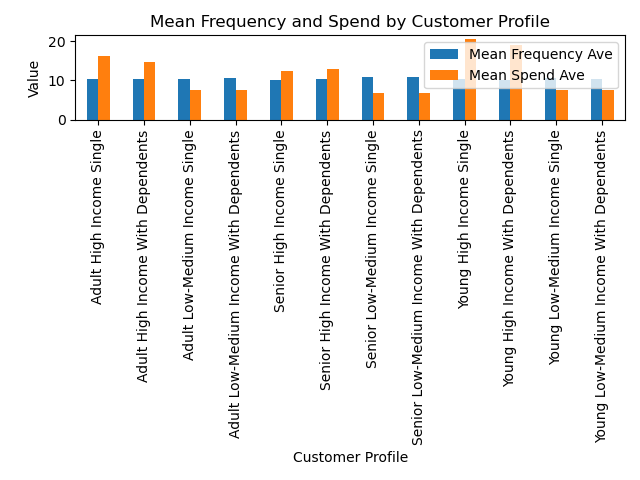 Mean Frequency and Spend by Customer Profile
Value
20
10
0
Mean Frequency Ave
Mean Spend Ave
Adult High Income Single
Adult High Income With Dependents
Adult Low-Medium Income Single
Adult Low-Medium Income With Dependents
Senior High Income Single
Senior High Income With Dependents
Senior Low-Medium Income Single
Senior Low-Medium Income With Dependents
Young High Income Single
Young High Income With Dependents
Young Low-Medium Income Single
Young Low-Medium Income With Dependents
Customer Profile